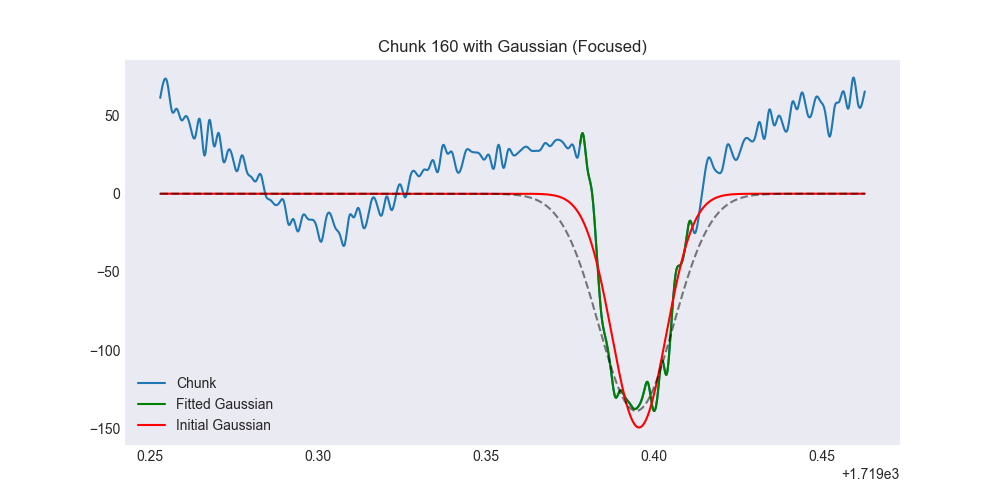 Chunk 160 with Gaussian (Focused)
50
0
−50
−100
−150
Chunk
Fitted Gaussian
Initial Gaussian
0.25 0.30 0.35 0.40 0.45
+1.719e3